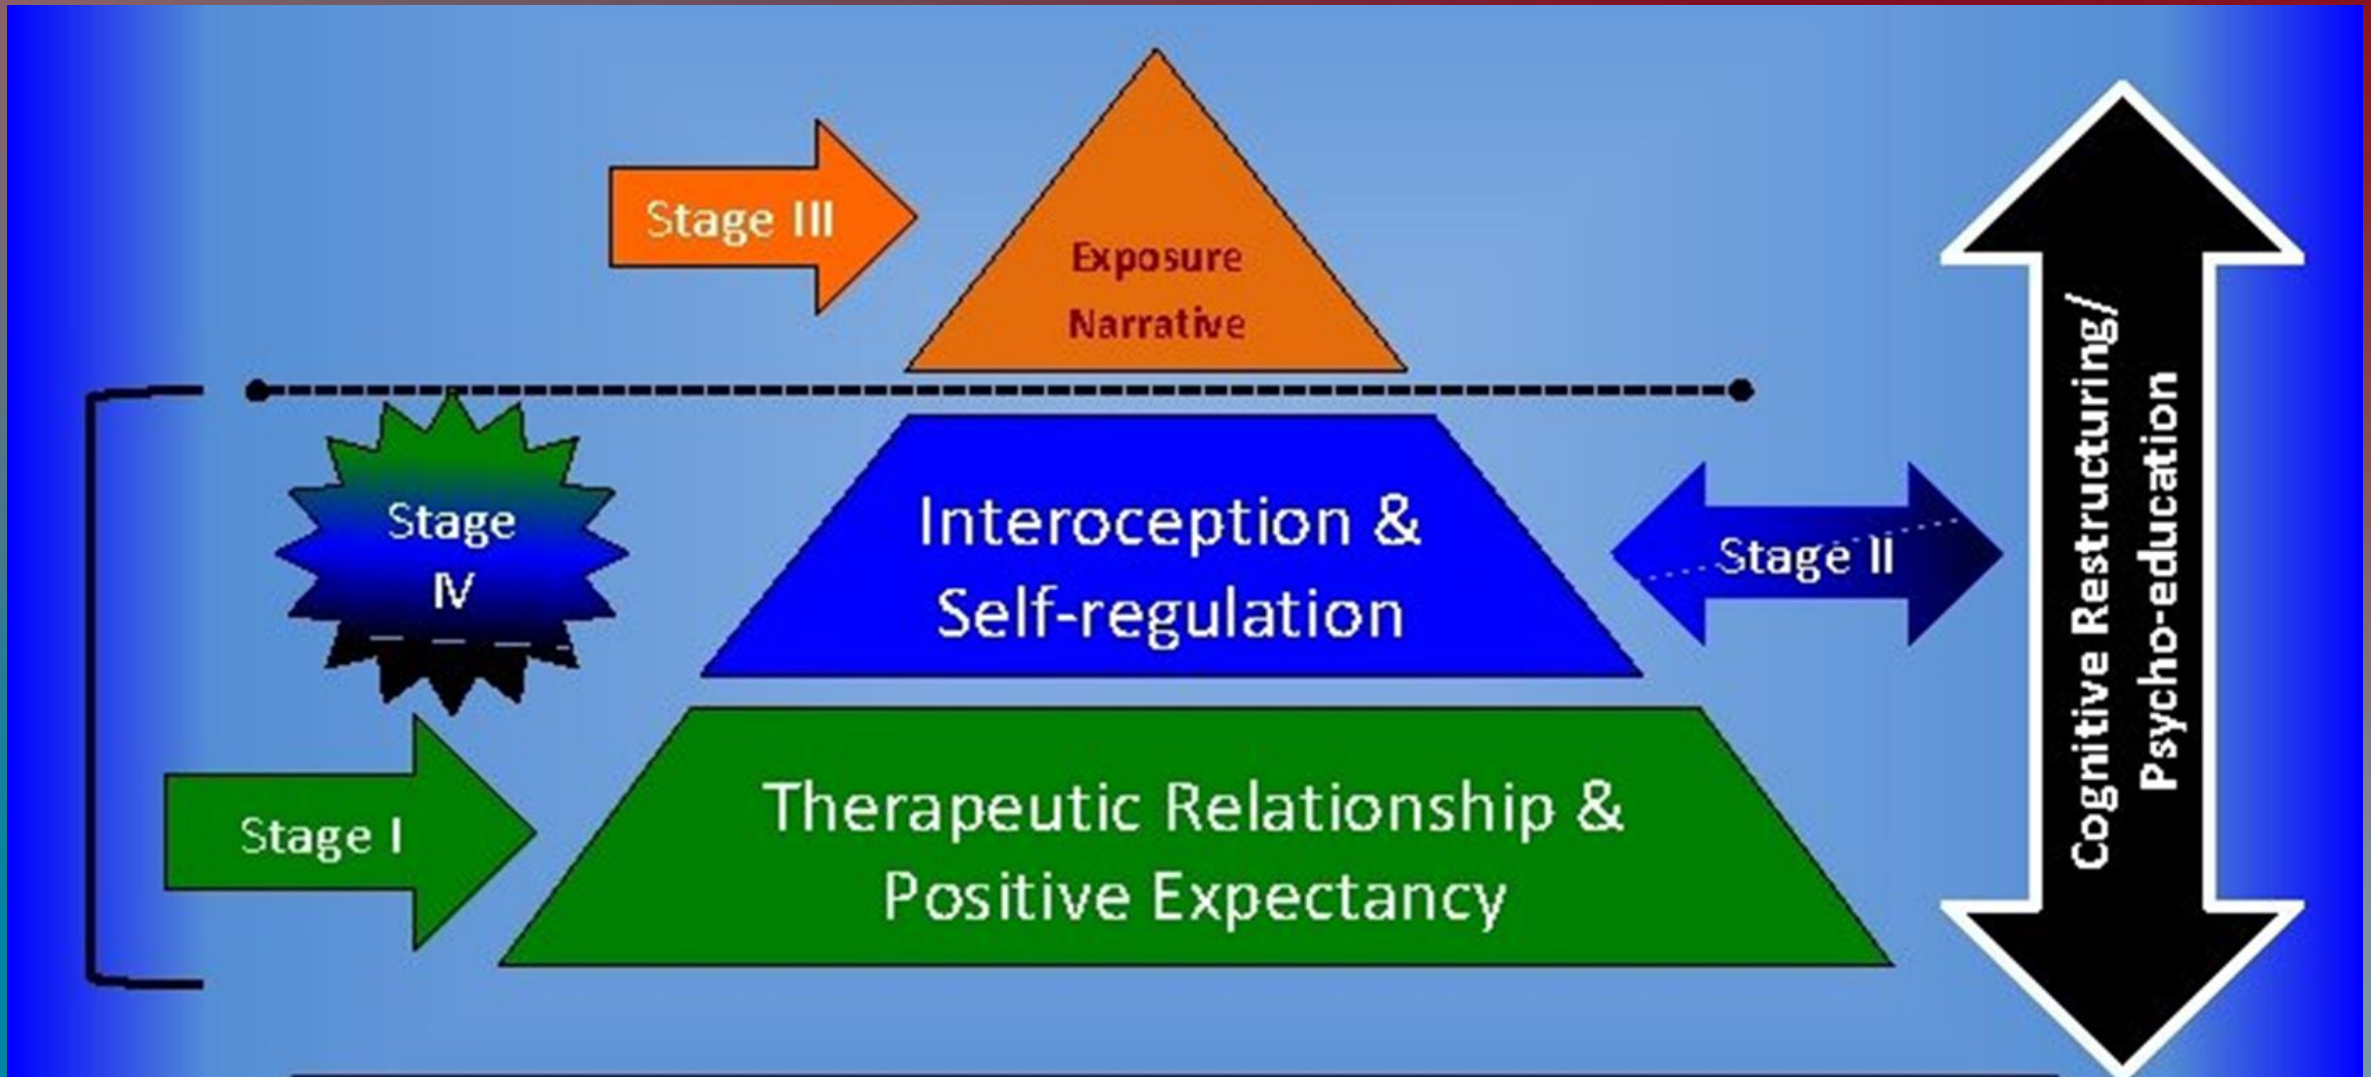 Stage III
Exposure
Narrative
Stage
IV
Interoception &
Self-regulation
Stage II
Stage I
Therapeutic Relationship &
Positive Expectancy
Cognitive Restructuring/
Psycho-education